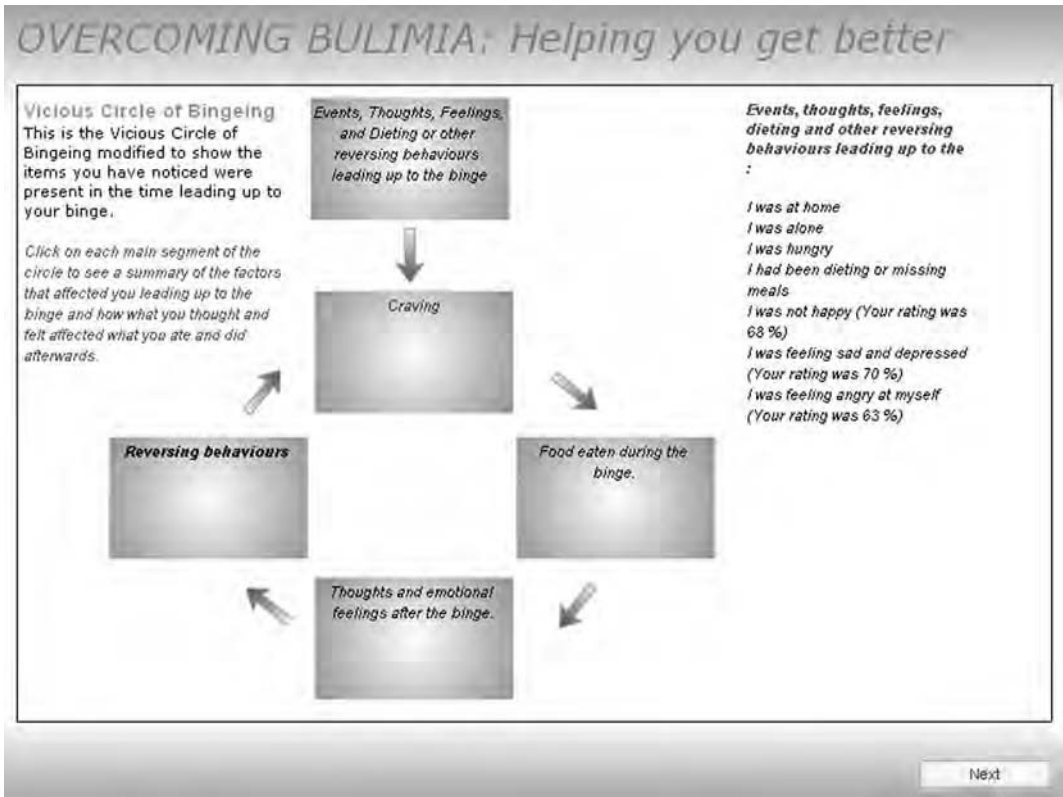 OVERCOMING BULIMIA: Helping you get better
Vicious Circle of Bingeing
This is the Vicious Circle of
Bingeing modified to show the
items you have noticed were
present in the time leading up to
your binge.
Click on each main segment of the
circle to see a summary of the factors
that affected you leading up to the
binge and how what you thought and
felt affected what you ate and did
afterwards.
Events, Thoughts, Feelings,
and Dieting or other
reversing behaviours
leading up to the binge
Craving
Reversing behaviours
Food eaten during the
binge.
Thoughts and emotional
feelings after the binge.
Events, thoughts, feelings,
dieting and other reversing
behaviours leading up to the
:
I was at home
I was alone
I was hungry
I had been dieting or missing
meals
I was not happy (Your rating was
68 %)
I was feeling sad and depressed
(Your rating was 70 %)
I was feeling angry at myself
(Your rating was 63 %)
Next